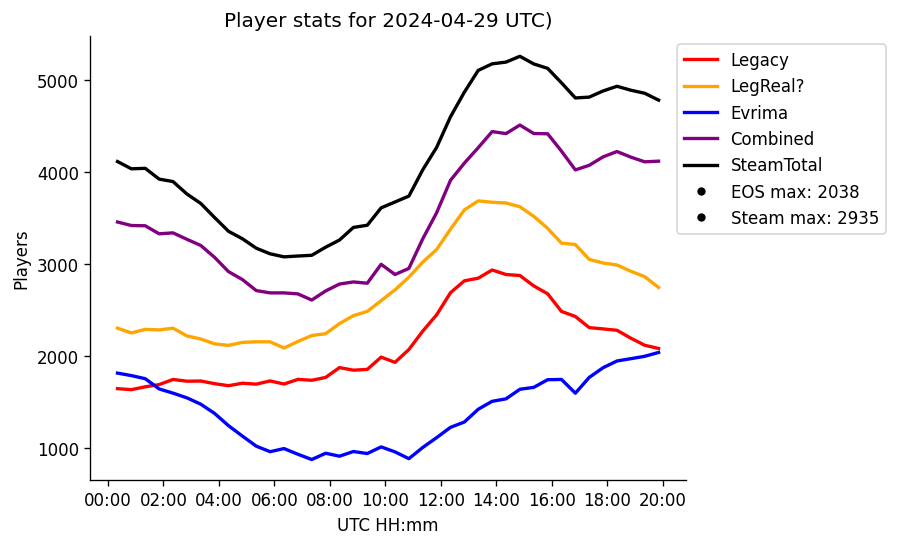 Player stats for 2024-04-29 UTC)
Legacy
LegReal?
Evrima
Combined
SteamTotal
EOS max: 2038
Steam max: 2935
Players
5000
4000
3000
2000
1000
00:00 02:00 04:00 06:00 08:00 10:00 12:00 14:00 16:00 18:00 20:00
UTC HH:mm